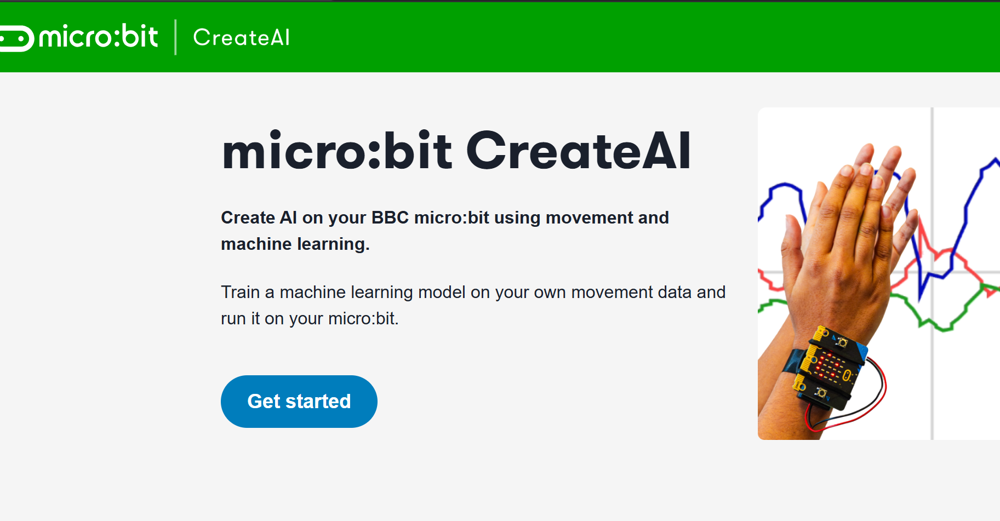 micro:bit CreateAI
micro:bit CreateAI
Create AI on your BBC micro:bit using movement and
machine learning.
Train a machine learning model on your own movement data and
run it on your micro:bit.
Get started